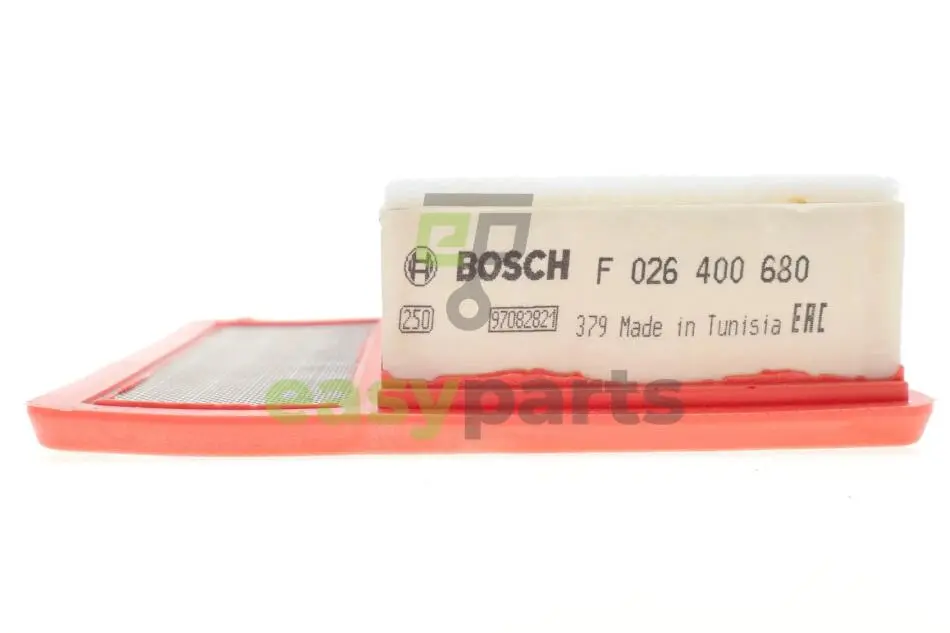 BOSCH F 026 400 680
250 97082821 379 Made in Tunisia EAC
easyparts